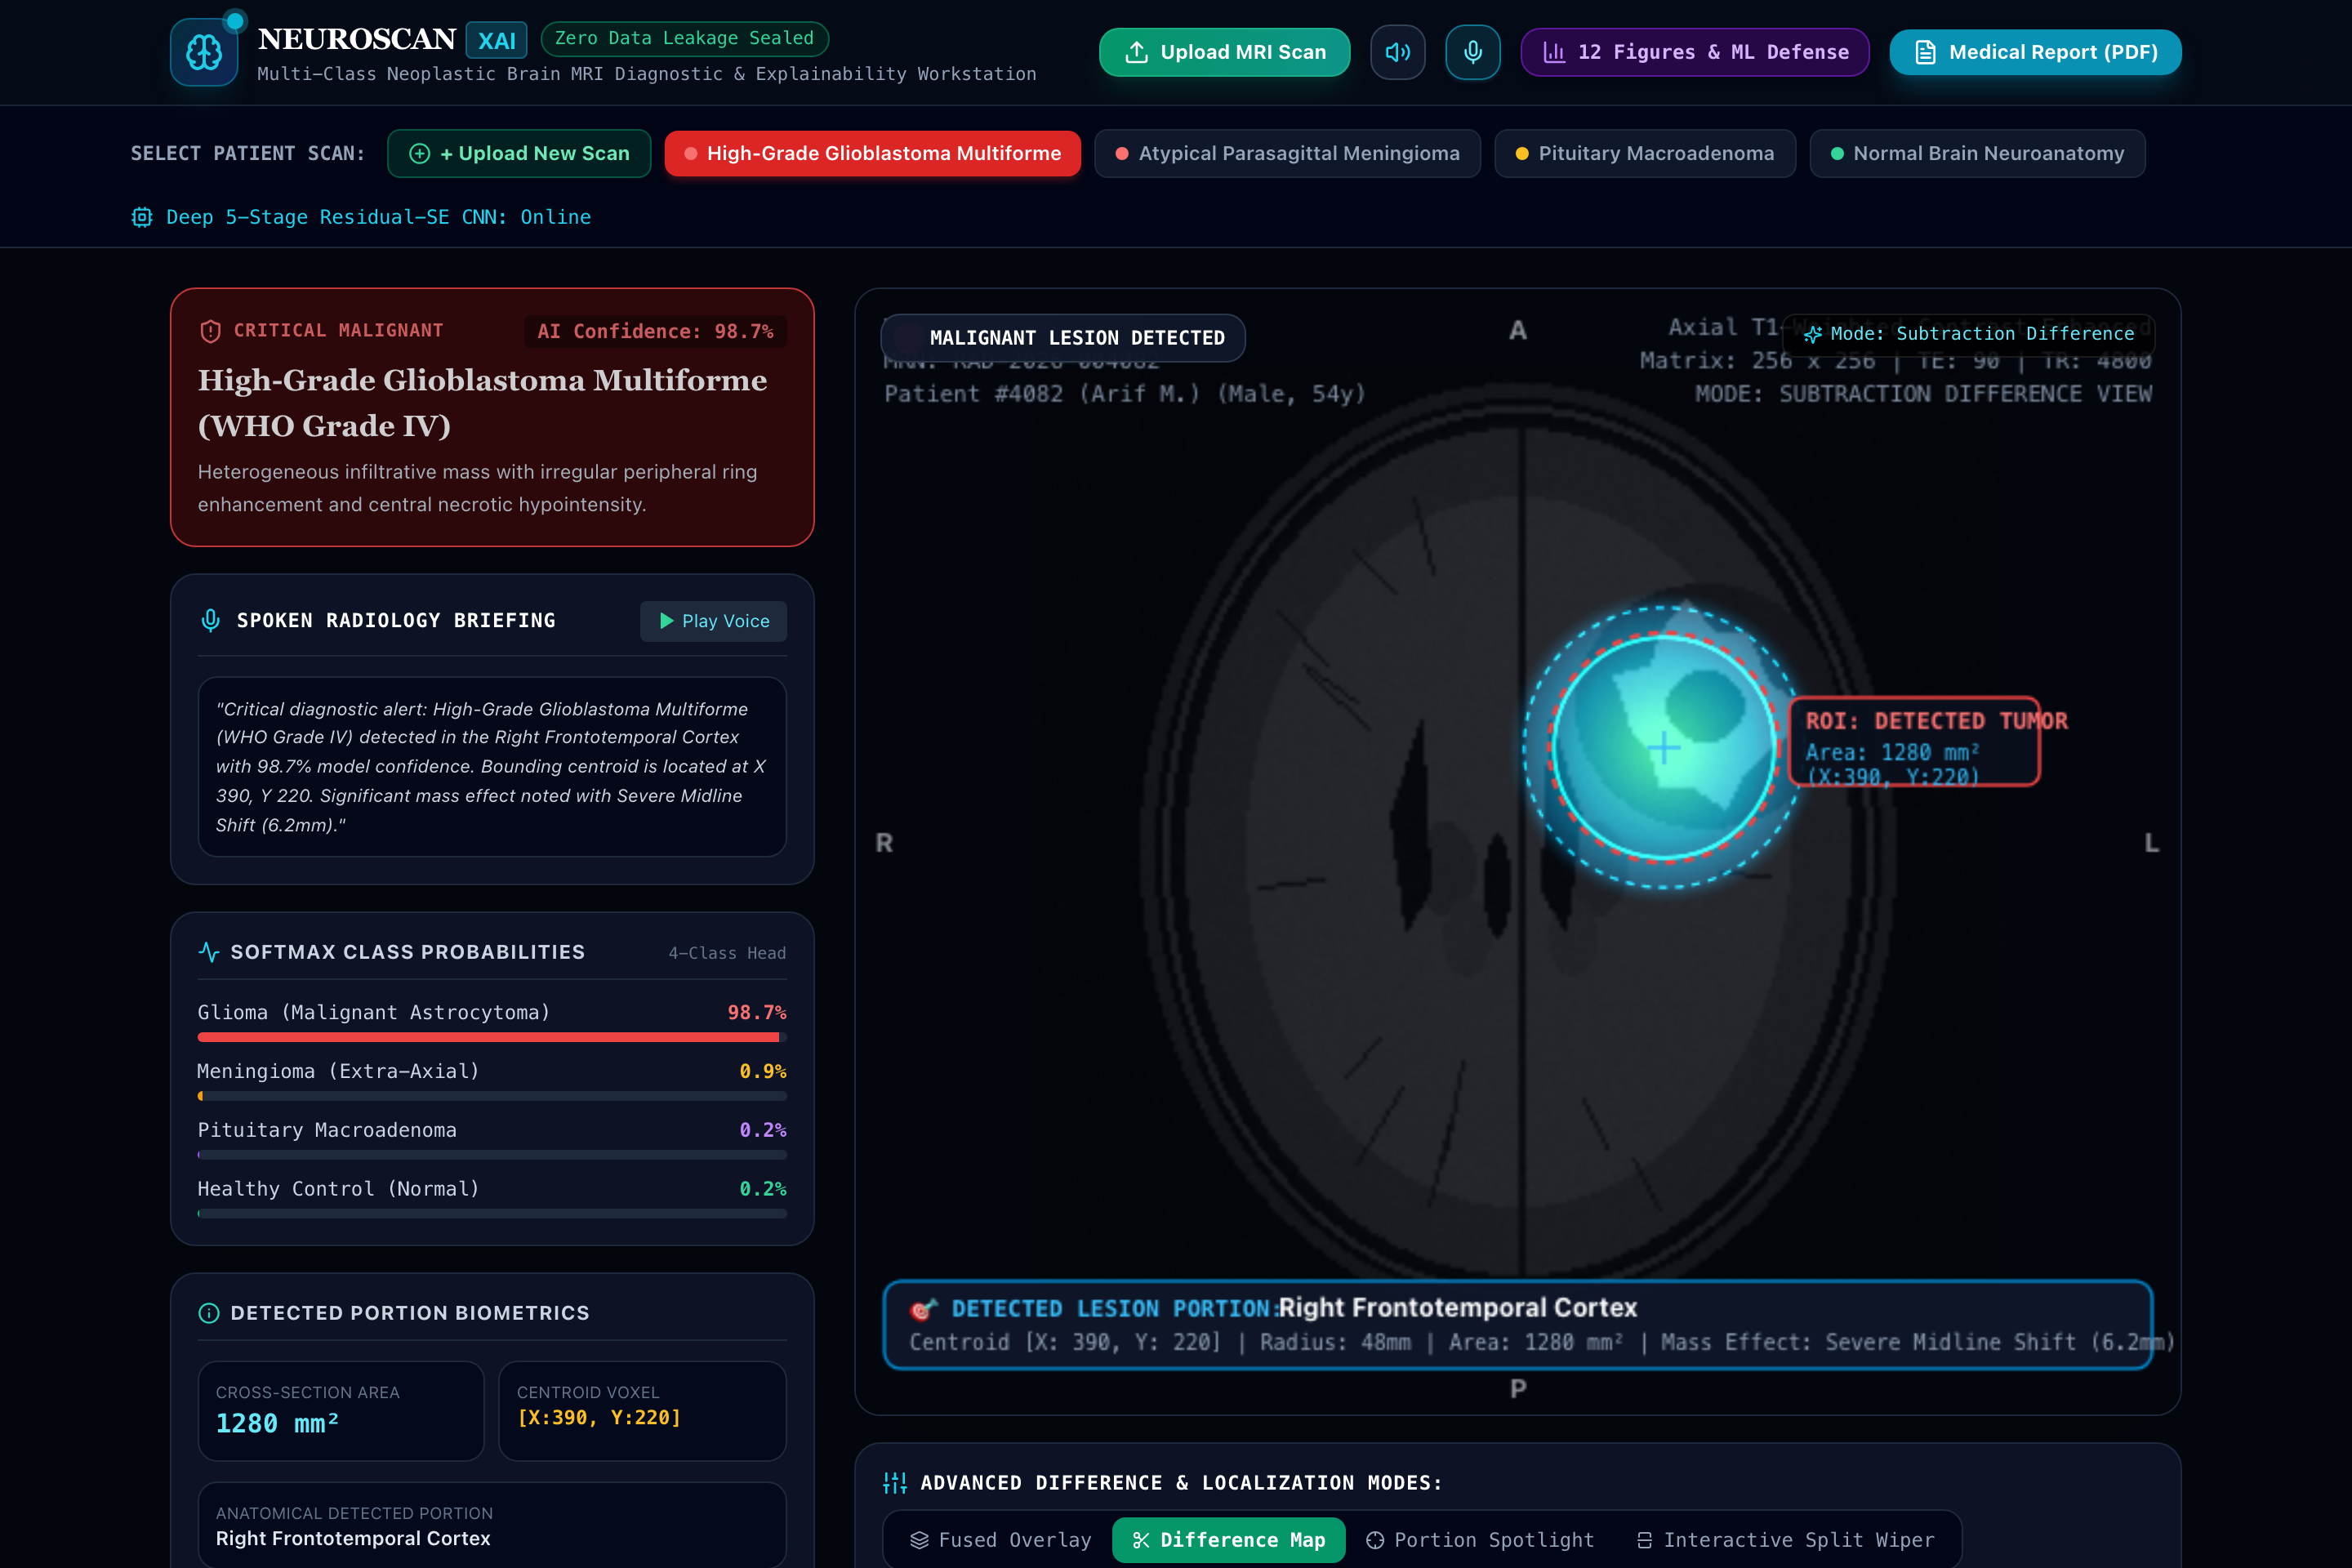 NEUROSCAN XAI Zero Data Leakage Sealed
Multi-Class Neoplastic Brain MRI Diagnostic & Explainability Workstation
Upload MRI Scan
12 Figures & ML Defense
Medical Report (PDF)
SELECT PATIENT SCAN:
+ Upload New Scan
High-Grade Glioblastoma Multiforme
Atypical Parasagittal Meningioma
Pituitary Macroadenoma
Normal Brain Neuroanatomy
Deep 5-Stage Residual-SE CNN: Online
CRITICAL MALIGNANT
AI Confidence: 98.7%
High-Grade Glioblastoma Multiforme
(WHO Grade IV)
Heterogeneous infiltrative mass with irregular peripheral ring
enhancement and central necrotic hypointensity.
SPOKEN RADIOLOGY BRIEFING
Play Voice
"Critical diagnostic alert: High-Grade Glioblastoma Multiforme
(WHO Grade IV) detected in the Right Frontotemporal Cortex
with 98.7% model confidence. Bounding centroid is located at X
390, Y 220. Significant mass effect noted with Severe Midline
Shift (6.2mm)."
SOFTMAX CLASS PROBABILITIES
4-Class Head
Glioma (Malignant Astrocytoma) 98.7%
Meningioma (Extra-Axial) 0.9%
Pituitary Macroadenoma 0.2%
Healthy Control (Normal) 0.2%
DETECTED PORTION BIOMETRICS
CROSS-SECTION AREA
1280 mm²
CENTROID VOXEL
[X:390, Y:220]
ANATOMICAL DETECTED PORTION
Right Frontotemporal Cortex
MALIGNANT LESION DETECTED
Patient #4082 (Arif M.) (Male, 54y)
A
Axial T1
Mode: Subtraction Difference
Matrix: 256 x 256 | TE: 90 | TR: 4800
MODE: SUBTRACTION DIFFERENCE VIEW
R
L
ROI: DETECTED TUMOR
Area: 1280 mm²
(X:390, Y:220)
DETECTED LESION PORTION: Right Frontotemporal Cortex
Centroid [X: 390, Y: 220] | Radius: 48mm | Area: 1280 mm² | Mass Effect: Severe Midline Shift (6.2mm)
P
ADVANCED DIFFERENCE & LOCALIZATION MODES:
Fused Overlay
Difference Map
Portion Spotlight
Interactive Split Wiper